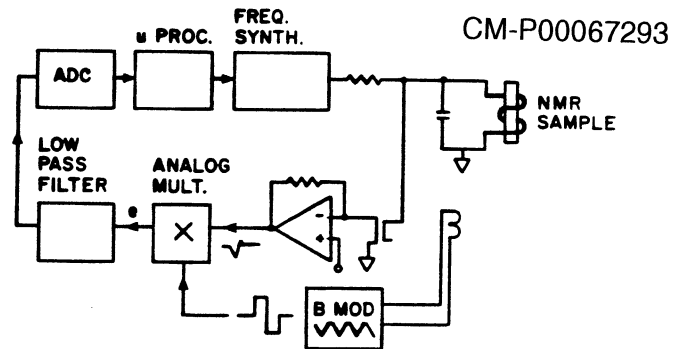 CM-P00067293
FREQ.
SYNTH.
u PROC.
ADC
NMR
SAMPLE
LOW
PASS
FILTER
ANALOG
MULT.
e
×
-
+
B MOD